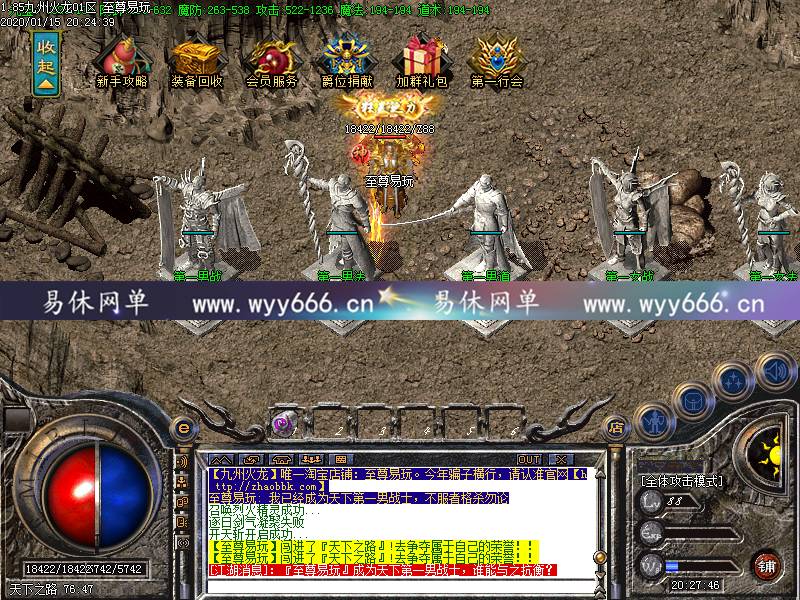 1.85九州火龙01区 至尊易玩
632 魔防:263-538 攻击:522-1236 魔法:194-194 道术:194-194
2020/01/15 20:24:39
收起
新手攻略 装备回收 会员服务 爵位捐献 加群礼包 第一行会
18422/18422/Z88
至尊易玩
第一男战 第一男法 第一男道 第一女战 第一女法
易休网单 www.wyy666.cn 易休网单 www.wyy666.cn
2 3 4 5 6
店
OUT
【九州火龙】唯一淘宝店铺：至尊易玩。今年骗子横行，请认准官网【h
ttp://zhaobbk.com】
至尊易玩: 我已经成为天下第一男战士，不服者格杀勿论
召唤烈火精灵成功...
逐日剑气凝聚失败
开天斩开启成功...
【至尊易玩】闯进了『天下之路』去争夺属于自己的荣誉！！
【至尊易玩】闯进了『天下之路』去争夺属于自己的荣誉！！
[江湖消息]：『至尊易玩』成为天下第一男战士，谁能与之抗衡？
[全体攻击模式]
Lv 88
Exp
W
20:27:46
铺
5742/5742
天下之路 76:47